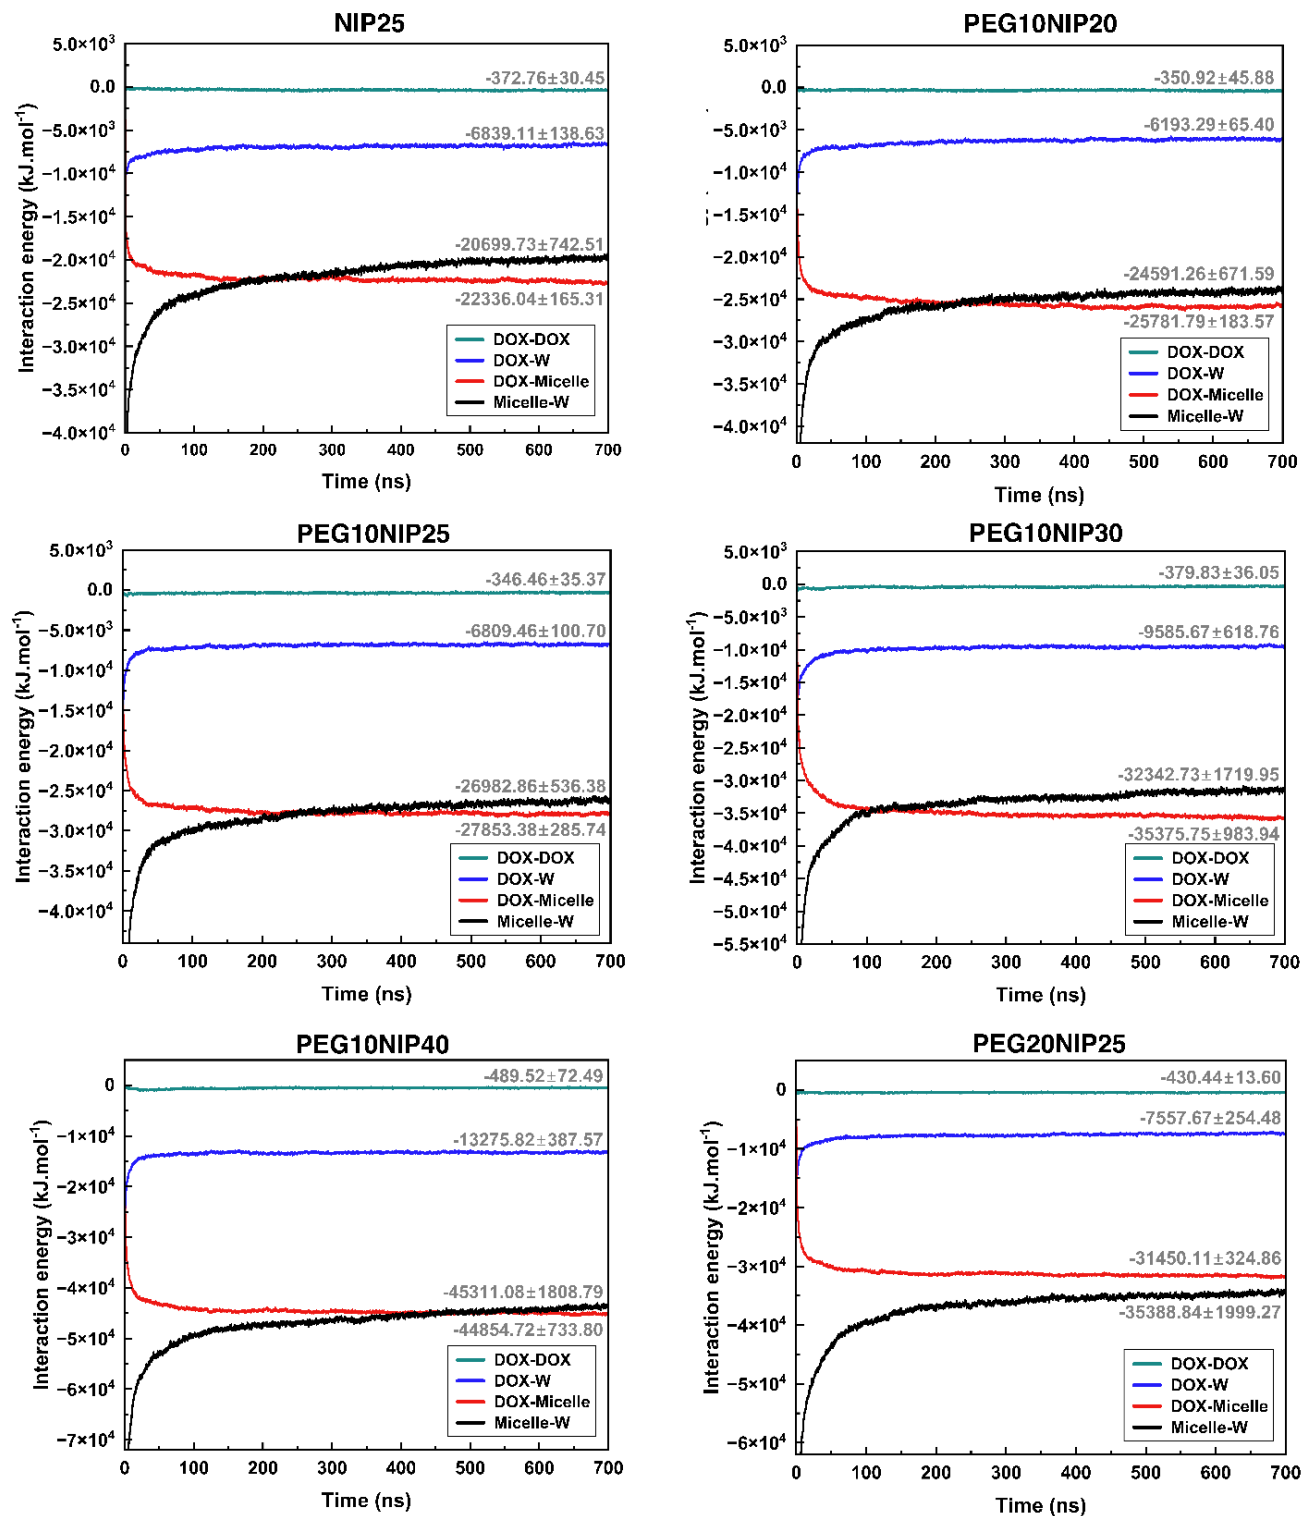 NIP25
5.0×10³
0.0
−5.0×10³
−1.0×10⁴
−1.5×10⁴
−2.0×10⁴
−2.5×10⁴
−3.0×10⁴
−3.5×10⁴
−4.0×10⁴
Interaction energy (kJ.mol⁻¹)
-372.76±30.45
-6839.11±138.63
-20699.73±742.51
-22336.04±165.31
DOX-DOX
DOX-W
DOX-Micelle
Micelle-W
0 100 200 300 400 500 600 700
Time (ns)
PEG10NIP20
5.0×10³
0.0
−5.0×10³
−1.0×10⁴
−1.5×10⁴
−2.0×10⁴
−2.5×10⁴
−3.0×10⁴
−3.5×10⁴
−4.0×10⁴
-350.92±45.88
-6193.29±65.40
-24591.26±671.59
-25781.79±183.57
DOX-DOX
DOX-W
DOX-Micelle
Micelle-W
0 100 200 300 400 500 600 700
Time (ns)
PEG10NIP25
5.0×10³
0.0
−5.0×10³
−1.0×10⁴
−1.5×10⁴
−2.0×10⁴
−2.5×10⁴
−3.0×10⁴
−3.5×10⁴
−4.0×10⁴
Interaction energy (kJ.mol⁻¹)
-346.46±35.37
-6809.46±100.70
-26982.86±536.38
-27853.38±285.74
DOX-DOX
DOX-W
DOX-Micelle
Micelle-W
0 100 200 300 400 500 600 700
Time (ns)
PEG10NIP30
5.0×10³
0.0
−5.0×10³
−1.0×10⁴
−1.5×10⁴
−2.0×10⁴
−2.5×10⁴
−3.0×10⁴
−3.5×10⁴
−4.0×10⁴
−4.5×10⁴
−5.0×10⁴
−5.5×10⁴
Interaction energy (kJ.mol⁻¹)
-379.83±36.05
-9585.67±618.76
-32342.73±1719.95
-35375.75±983.94
DOX-DOX
DOX-W
DOX-Micelle
Micelle-W
0 100 200 300 400 500 600 700
Time (ns)
PEG10NIP40
0
−1×10⁴
−2×10⁴
−3×10⁴
−4×10⁴
−5×10⁴
−6×10⁴
−7×10⁴
Interaction energy (kJ.mol⁻¹)
-489.52±72.49
-13275.82±387.57
-45311.08±1808.79
-44854.72±733.80
DOX-DOX
DOX-W
DOX-Micelle
Micelle-W
0 100 200 300 400 500 600 700
Time (ns)
PEG20NIP25
0
−1×10⁴
−2×10⁴
−3×10⁴
−4×10⁴
−5×10⁴
−6×10⁴
Interaction energy (kJ.mol⁻¹)
-430.44±13.60
-7557.67±254.48
-31450.11±324.86
-35388.84±1999.27
DOX-DOX
DOX-W
DOX-Micelle
Micelle-W
0 100 200 300 400 500 600 700
Time (ns)